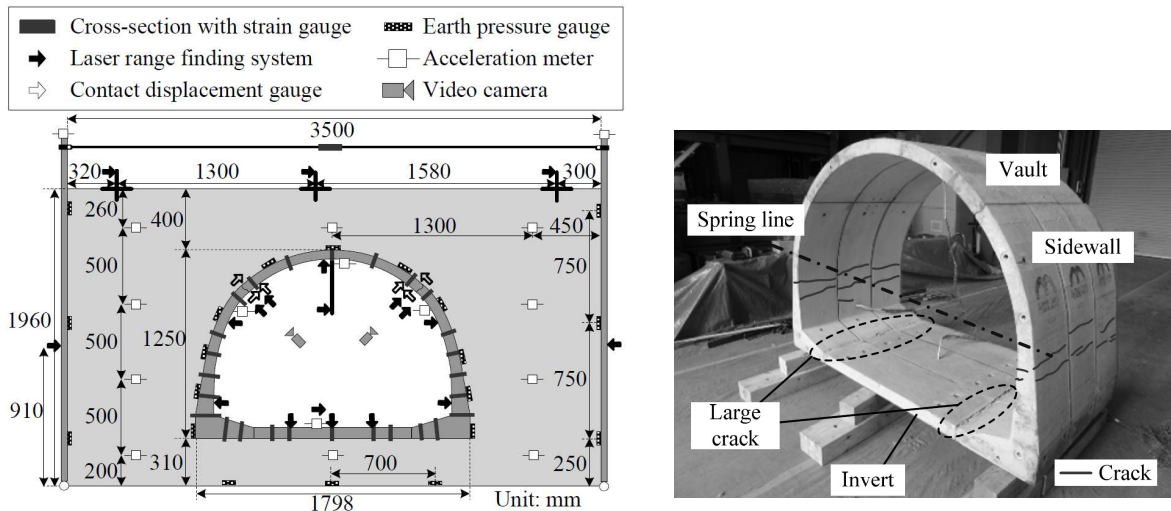 Cross-section with strain gauge
Earth pressure gauge
Laser range finding system
Acceleration meter
Contact displacement gauge
Video camera
3500
320
1300
1580
300
260
400
1300
450
500
750
500
1960
1250
500
750
910
500
200
310
700
250
1798
Unit: mm
Vault
Spring line
Sidewall
Large
crack
Invert
Crack